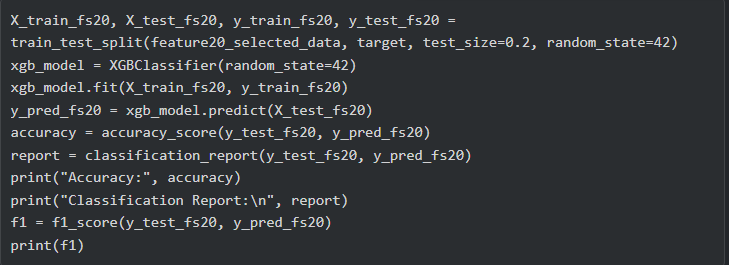 X_train_fs20, X_test_fs20, y_train_fs20, y_test_fs20 =
train_test_split(feature20_selected_data, target, test_size=0.2, random_state=42)
xgb_model = XGBClassifier(random_state=42)
xgb_model.fit(X_train_fs20, y_train_fs20)
y_pred_fs20 = xgb_model.predict(X_test_fs20)
accuracy = accuracy_score(y_test_fs20, y_pred_fs20)
report = classification_report(y_test_fs20, y_pred_fs20)
print("Accuracy:", accuracy)
print("Classification Report:\n", report)
f1 = f1_score(y_test_fs20, y_pred_fs20)
print(f1)